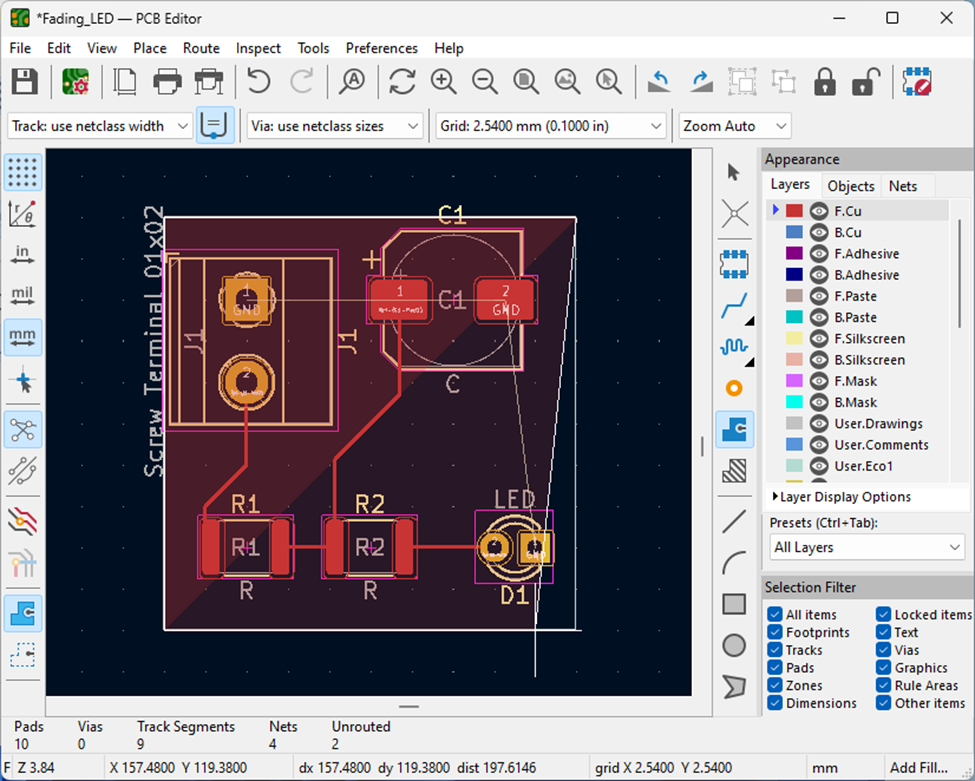 *Fading_LED — PCB Editor
File Edit View Place Route Inspect Tools Preferences Help
Track: use netclass width
Via: use netclass sizes
Grid: 2.5400 mm (0.1000 in)
Zoom Auto
in
mil
mm
Screw Terminal 01x02
J1
J1
1
GND
2
C1
+
1
C1
2
GND
C
R1
R1
R
R2
R2
R
LED
2
GND
D1
Appearance
Layers Objects Nets
F.Cu
B.Cu
F.Adhesive
B.Adhesive
F.Paste
B.Paste
F.Silkscreen
B.Silkscreen
F.Mask
B.Mask
User.Drawings
User.Comments
User.Eco1
Layer Display Options
Presets (Ctrl+Tab):
All Layers
Selection Filter
All items Locked items
Footprints Text
Tracks Vias
Pads Graphics
Zones Rule Areas
Dimensions Other items
Pads Vias Track Segments Nets Unrouted
10 0 9 4 2
F Z 3.84 X 157.4800 Y 119.3800 dx 157.4800 dy 119.3800 dist 197.6146 grid X 2.5400 Y 2.5400 mm Add Fill...